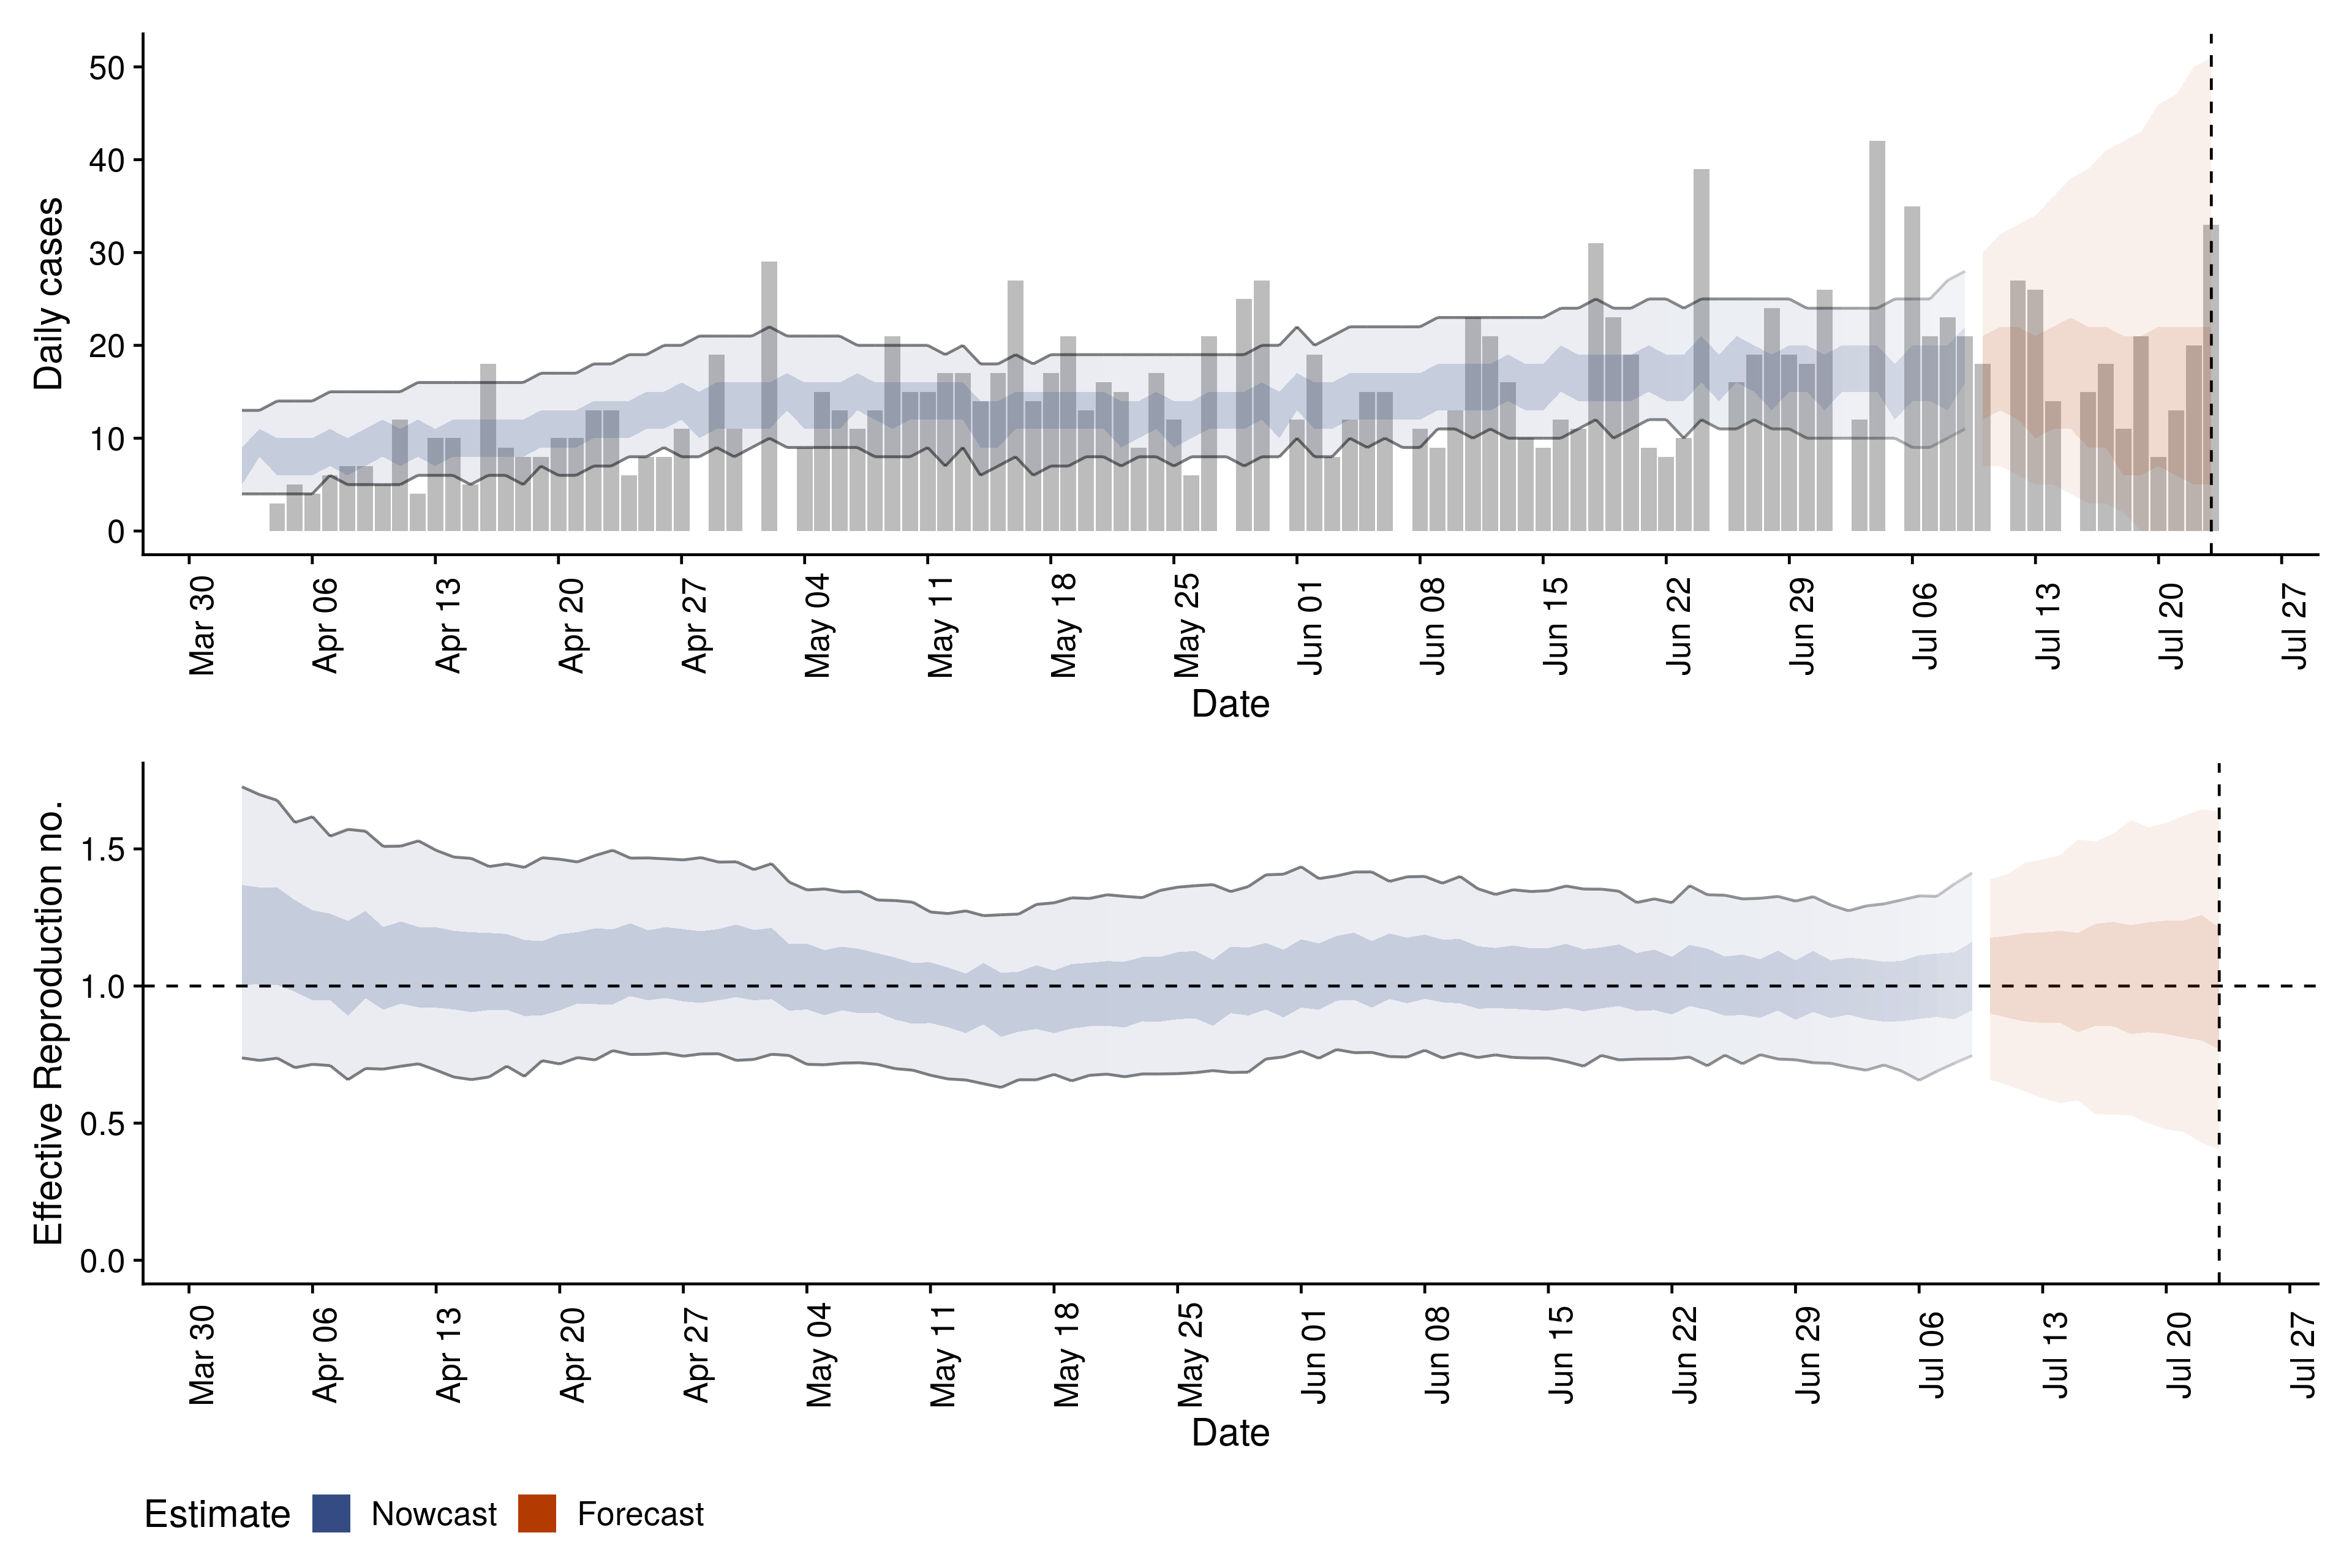 Daily cases
50
40
30
20
10
0
Mar 30
Apr 06
Apr 13
Apr 20
Apr 27
May 04
May 11
May 18
May 25
Jun 01
Jun 08
Jun 15
Jun 22
Jun 29
Jul 06
Jul 13
Jul 20
Jul 27
Date
Effective Reproduction no.
1.5
1.0
0.5
0.0
Mar 30
Apr 06
Apr 13
Apr 20
Apr 27
May 04
May 11
May 18
May 25
Jun 01
Jun 08
Jun 15
Jun 22
Jun 29
Jul 06
Jul 13
Jul 20
Jul 27
Date
Estimate Nowcast Forecast